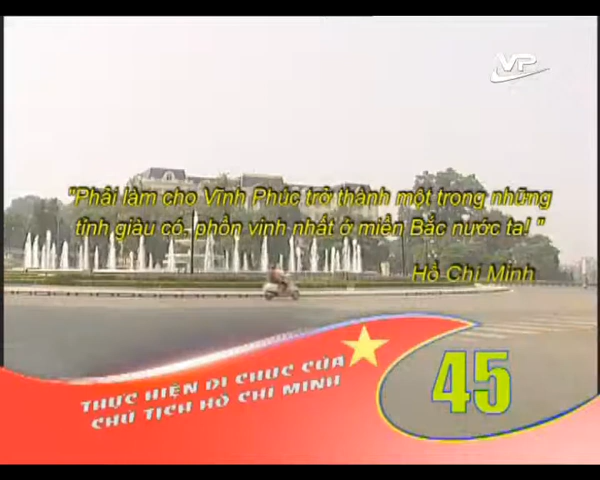 VP
"Phải làm cho Vĩnh Phúc trở thành một trong những
tỉnh giàu có, phồn vinh nhất ở miền Bắc nước ta! "
Hồ Chí Minh
THỰC HIỆN DI CHÚC CỦA
CHỦ TỊCH HỒ CHÍ MINH
45